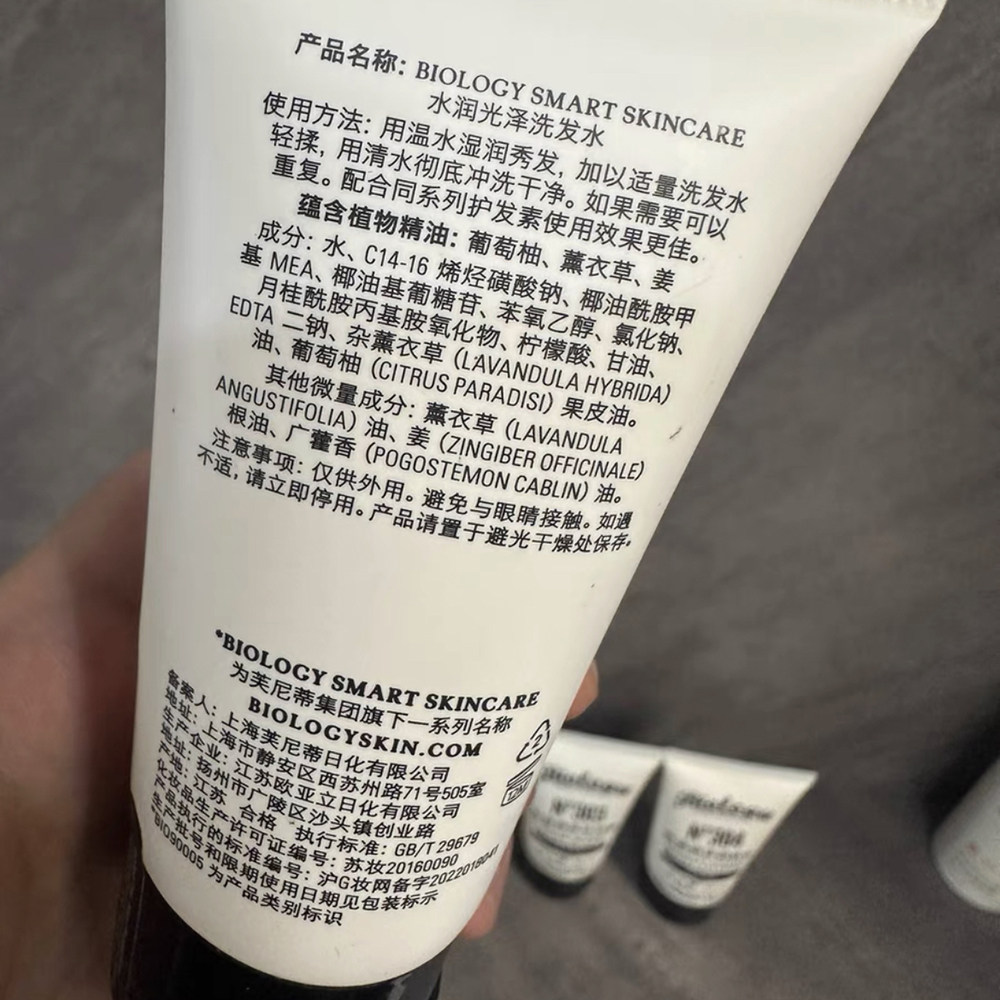 产品名称: BIOLOGY SMART SKINCARE
水润光泽洗发水
使用方法: 用温水湿润秀发, 加以适量洗发水
轻揉, 用清水彻底冲洗干净。如果需要可以
重复。配合同系列护发素使用效果更佳。
蕴含植物精油: 葡萄柚、薰衣草、姜
成分: 水、C14-16 烯烃磺酸钠、椰油酰胺甲
基 MEA、椰油基葡糖苷、苯氧乙醇、氯化钠、
月桂酰胺丙基胺氧化物、柠檬酸、甘油、
EDTA 二钠、杂薰衣草 (LAVANDULA HYBRIDA)
油、葡萄柚 (CITRUS PARADISI) 果皮油。
其他微量成分: 薰衣草 (LAVANDULA
ANGUSTIFOLIA) 油、姜 (ZINGIBER OFFICINALE)
根油、广藿香 (POGOSTEMON CABLIN) 油。
注意事项: 仅供外用。避免与眼睛接触。如遇
不适, 请立即停用。产品请置于避光干燥处保存。
*BIOLOGY SMART SKINCARE
为芙尼蒂集团旗下一系列名称
BIOLOGYSKIN.COM
备案人: 上海芙尼蒂日化有限公司
地址: 上海市静安区西苏州路71号505室
生产企业: 江苏欧亚立日化有限公司
地址: 扬州市广陵区沙头镇创业路
产地: 江苏 合格 执行标准: GB/T 29679
化妆品生产许可证编号: 苏妆20160090
产品执行的标准编号: 沪G妆网备字2022018041
生产批号和限期使用日期见包装标示
"BIO90005 为产品类别标识
2
12M
N°305
N°304